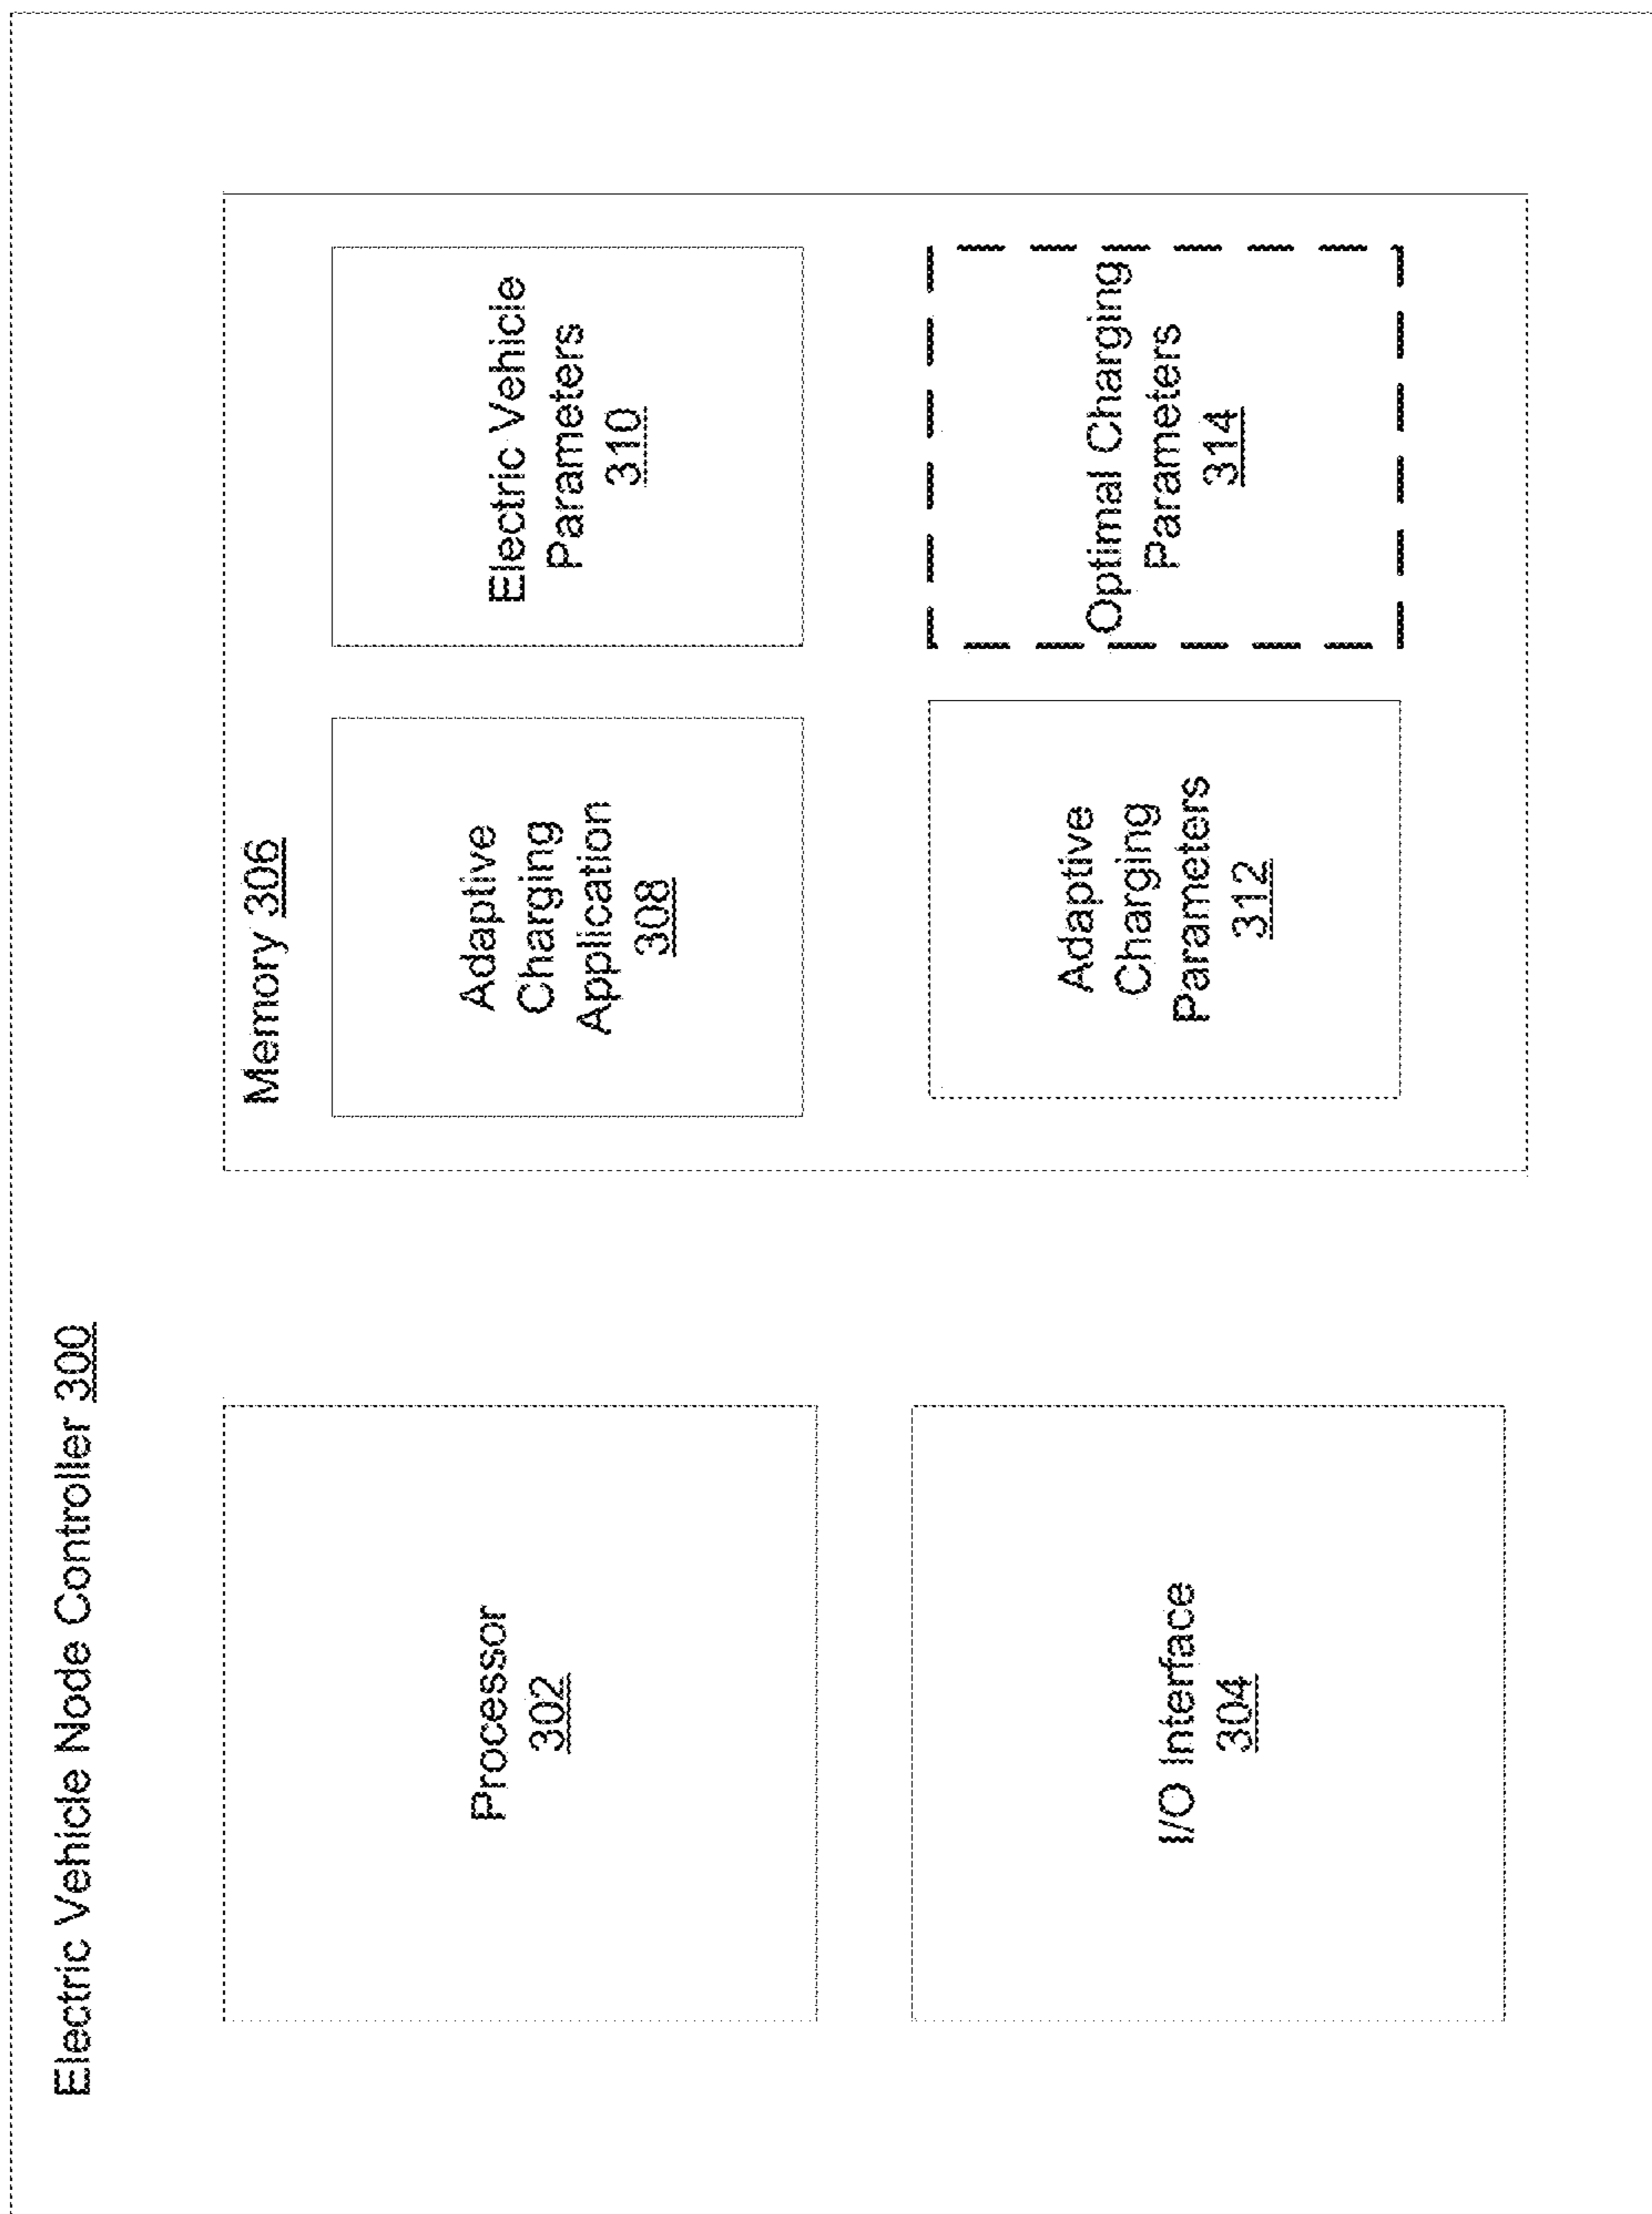 Electric Vehicle Node Controller 300
Processor
302
I/O Interface
304
Memory 306
Adaptive
Charging
Application
308
Electric Vehicle
Parameters
310
Adaptive
Charging
Parameters
312
Optimal Charging
Parameters
314